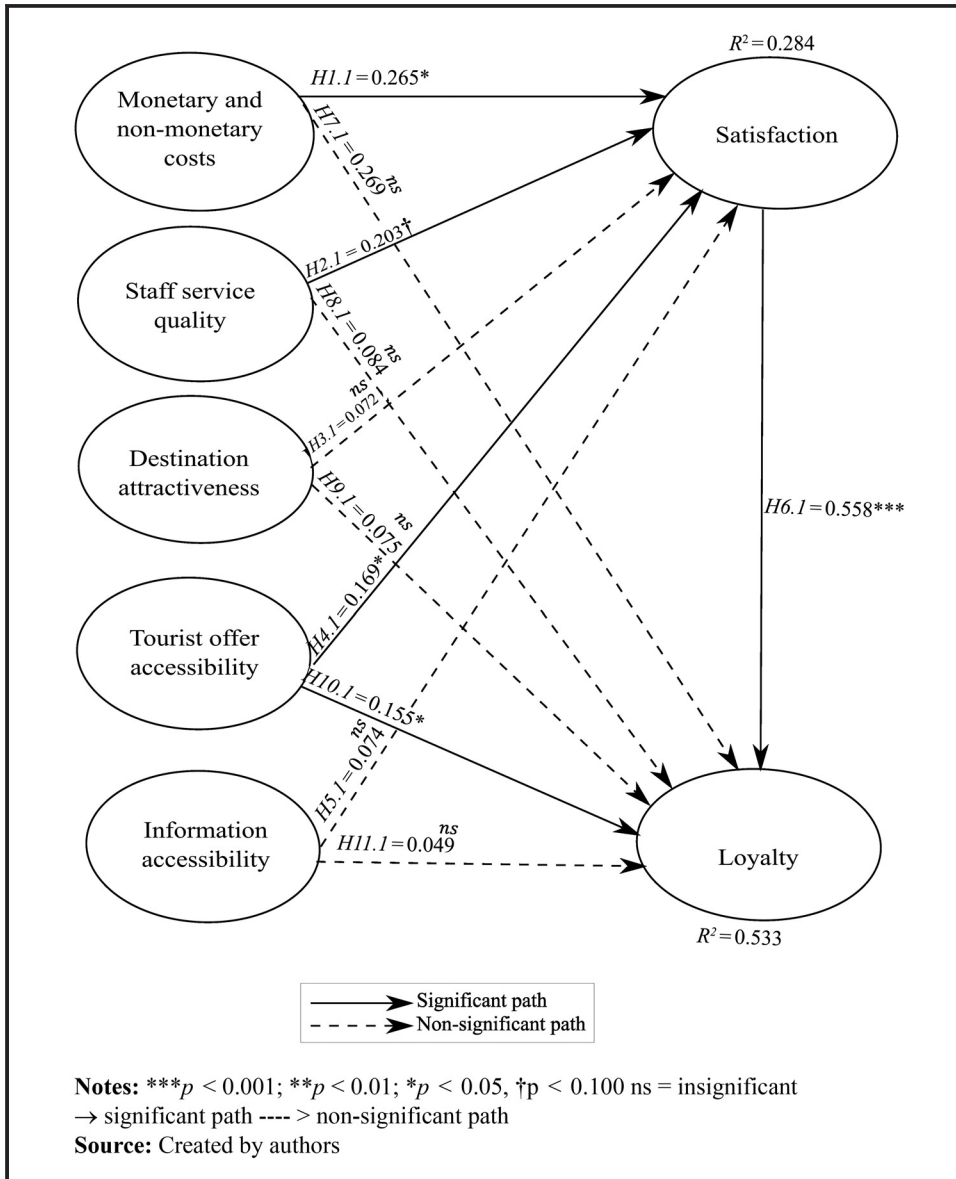 R² = 0.284
H1.1 = 0.265*
Monetary and
non-monetary
costs
Satisfaction
H7.1 = 0.269 ns
H2.1 = 0.203†
Staff service
quality
H8.1 = 0.084 ns
H3.1 = 0.072 ns
Destination
attractiveness
H9.1 = 0.075 ns
H6.1 = 0.558***
H4.1 = 0.169*
Tourist offer
accessibility
H10.1 = 0.155*
H5.1 = 0.074 ns
Information
accessibility
H11.1 = 0.049 ns
Loyalty
R² = 0.533
Significant path
Non-significant path
Notes: ***p < 0.001; **p < 0.01; *p < 0.05, †p < 0.100 ns = insignificant
→ significant path ---- > non-significant path
Source: Created by authors